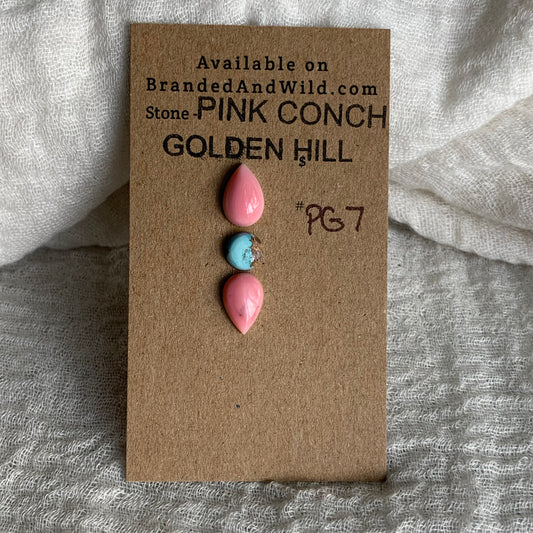 Available on
BrandedAndWild.com
Stone - PINK CONCH
GOLDEN HILL
$
#PG7